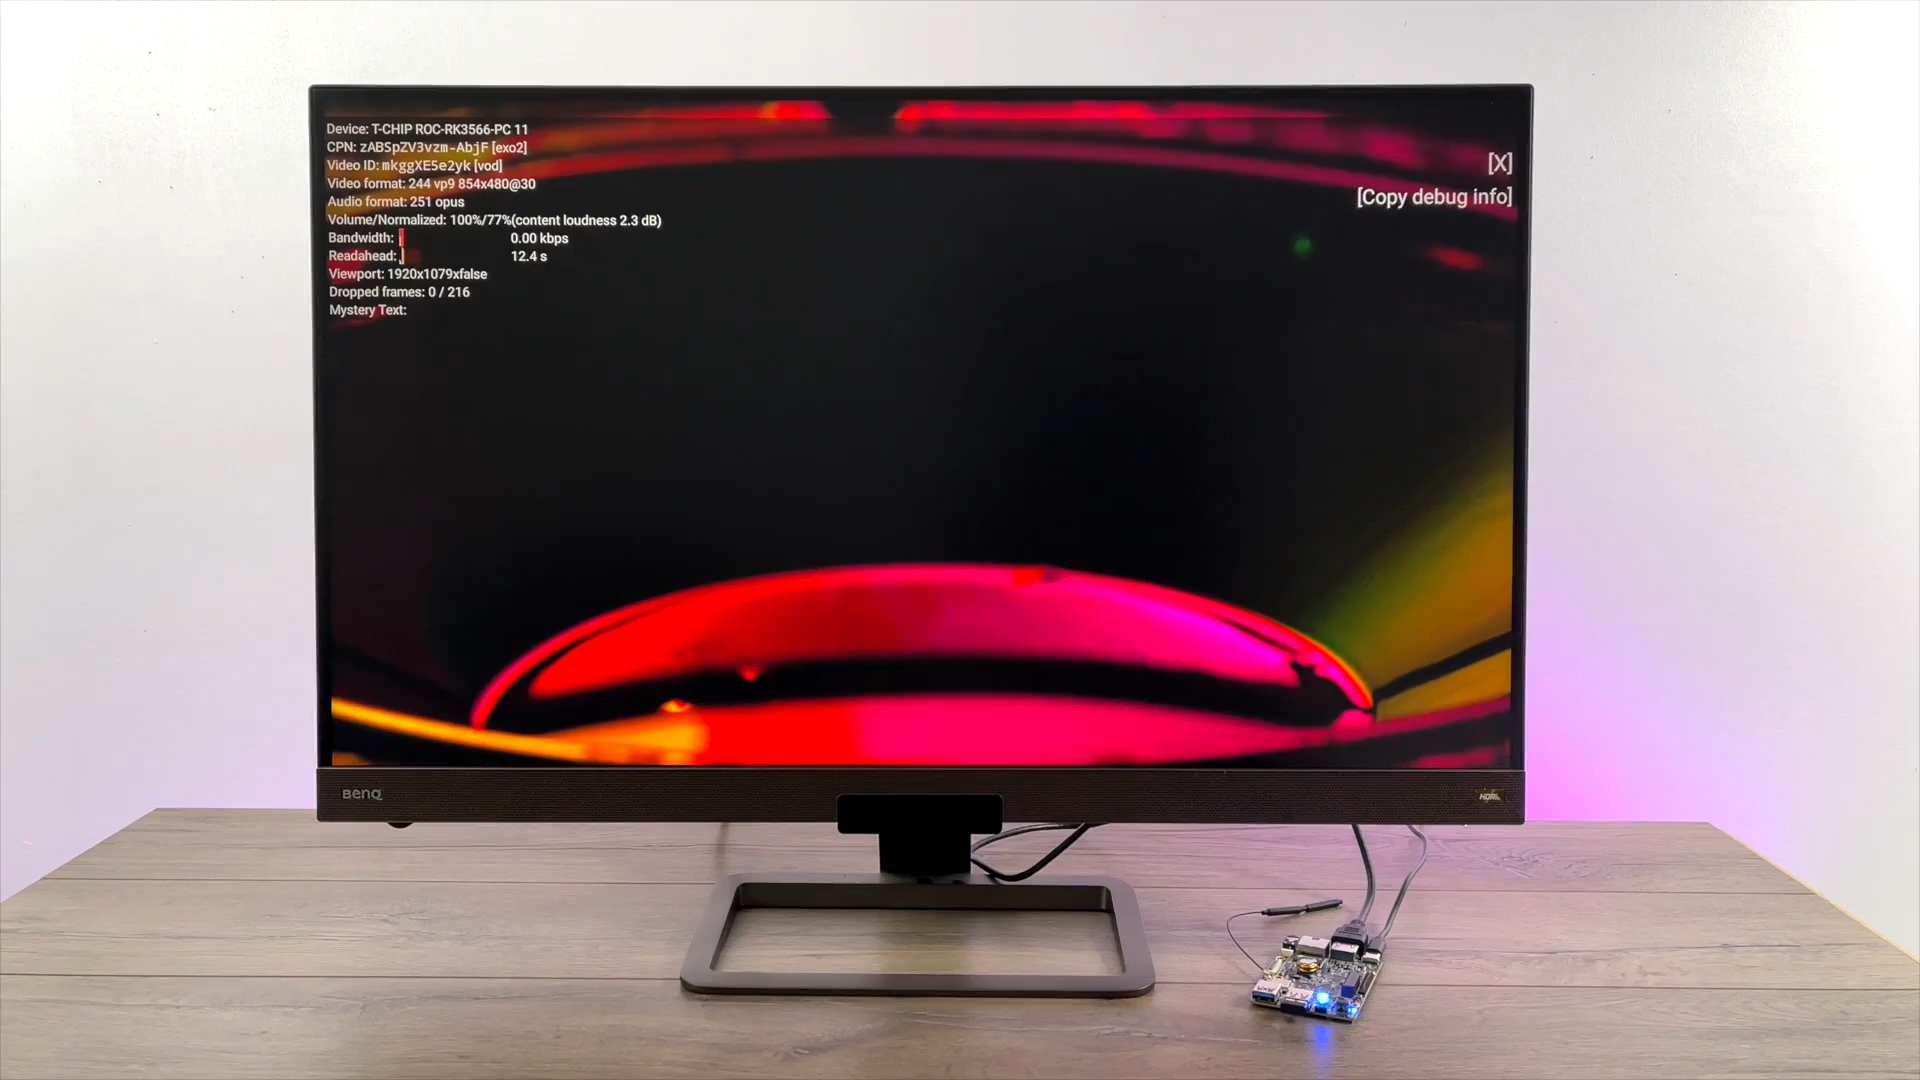 Device: T-CHIP ROC-RK3566-PC 11
CPN: zABSpZV3vzm-AbjF [exo2]
Video ID: mkggXE5e2yk [vod]
Video format: 244 vp9 854x480@30
Audio format: 251 opus
Volume/Normalized: 100%/77%(content loudness 2.3 dB)
Bandwidth: 0.00 kbps
Readahead: 12.4 s
Viewport: 1920x1079xfalse
Dropped frames: 0 / 216
Mystery Text:
[X]
[Copy debug info]
BenQ
HDRi